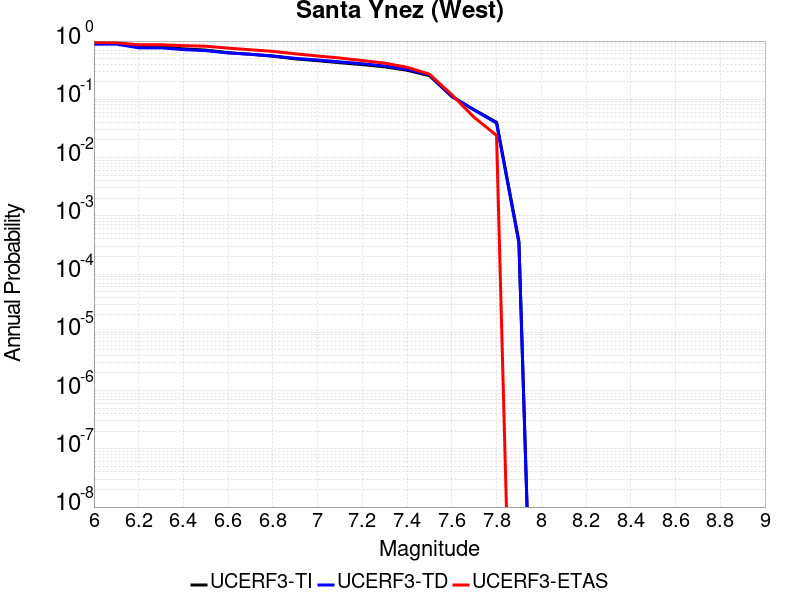 Santa Ynez (West)
Annual Probability
10^0
10^-1
10^-2
10^-3
10^-4
10^-5
10^-6
10^-7
10^-8
6 6.2 6.4 6.6 6.8 7 7.2 7.4 7.6 7.8 8 8.2 8.4 8.6 8.8 9
Magnitude
UCERF3-TI UCERF3-TD UCERF3-ETAS